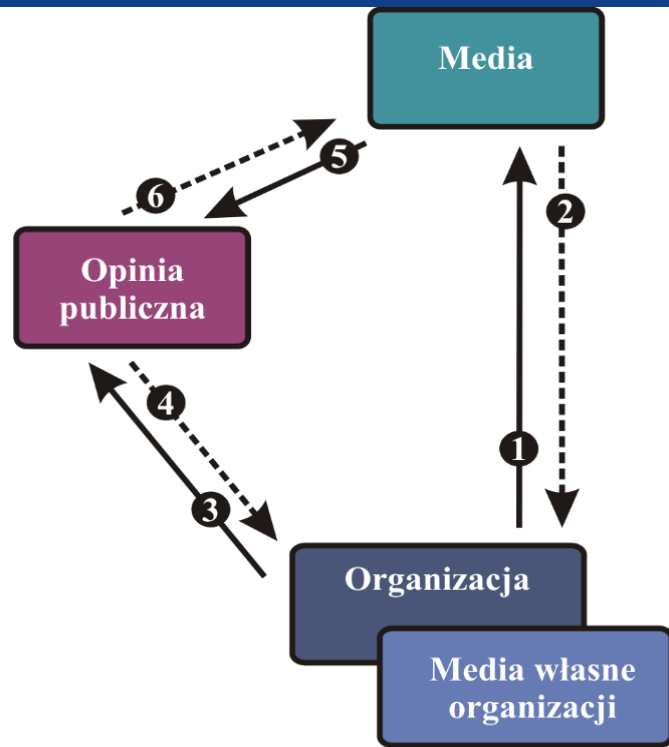 Media
5
6
2
Opinia
publiczna
4
1
3
Organizacja
Media własne
organizacji